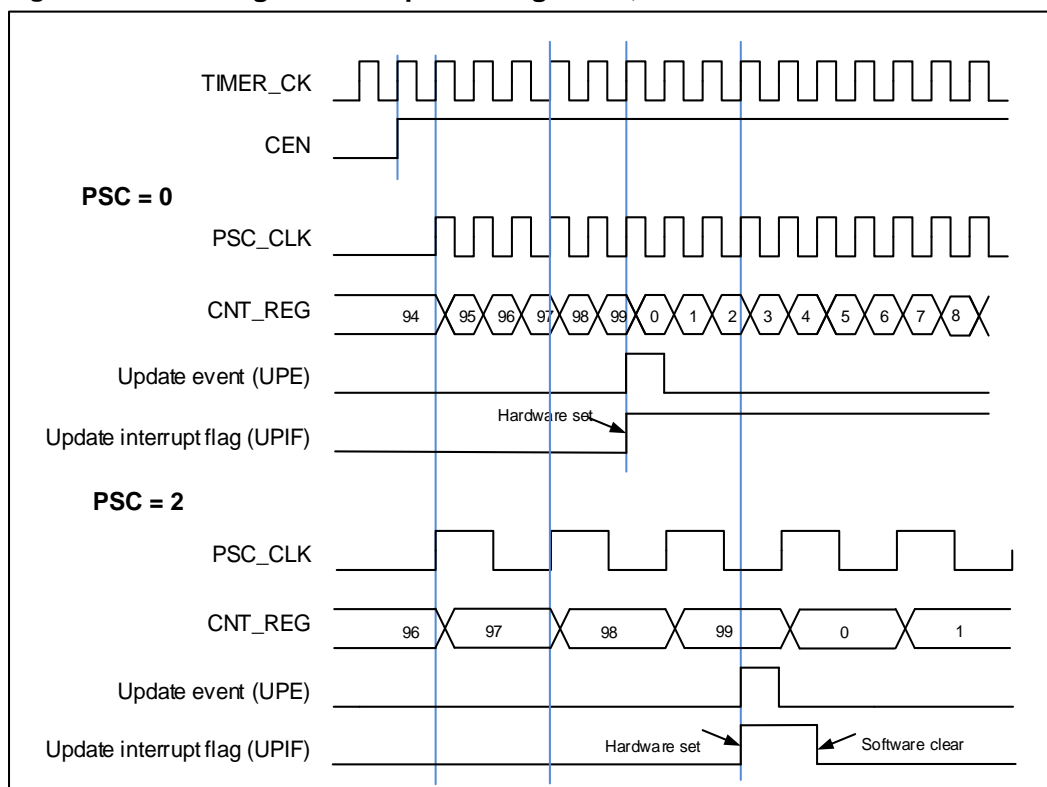 TIMER_CK
CEN
PSC = 0
PSC_CLK
CNT_REG 94 95 96 97 98 99 0 1 2 3 4 5 6 7 8
Update event (UPE)
Hardware set
Update interrupt flag (UPIF)
PSC = 2
PSC_CLK
CNT_REG 96 97 98 99 0 1
Update event (UPE)
Update interrupt flag (UPIF) Hardware set Software clear